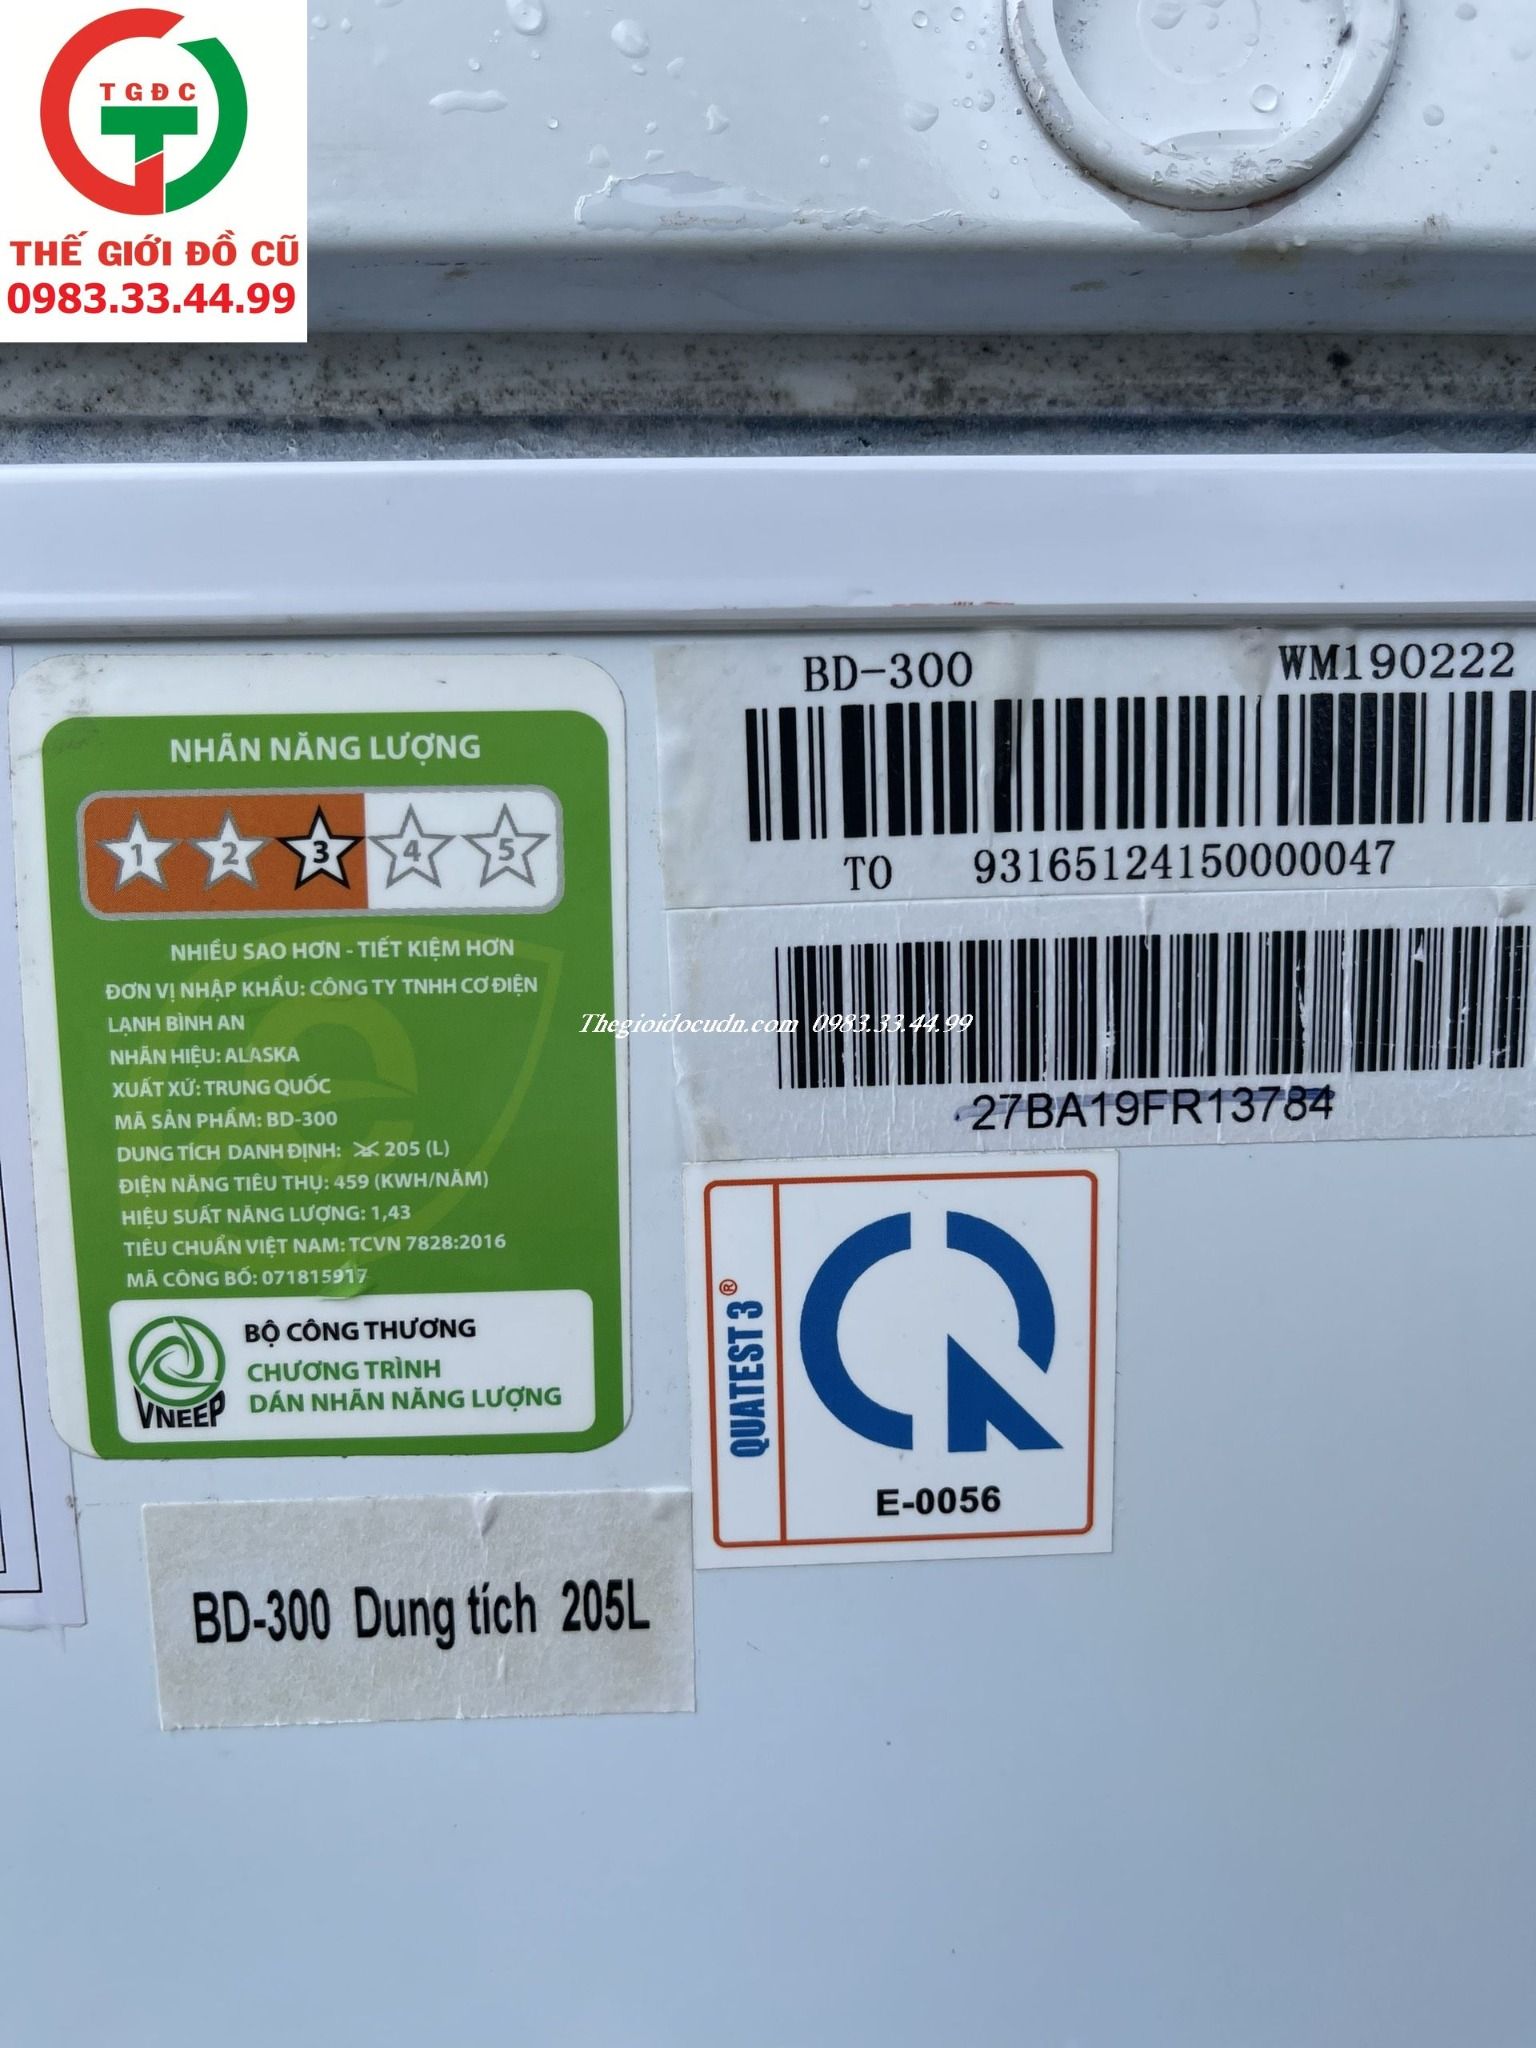 TGĐC
THẾ GIỚI ĐỒ CŨ
0983.33.44.99
BD-300 WM190222
TO 93165124150000047
27BA19FR13784
NHÃN NĂNG LƯỢNG
1 2 3 4 5
NHIỀU SAO HƠN - TIẾT KIỆM HƠN
ĐƠN VỊ NHẬP KHẨU: CÔNG TY TNHH CƠ ĐIỆN
LẠNH BÌNH AN
NHÃN HIỆU: ALASKA
XUẤT XỨ: TRUNG QUỐC
MÃ SẢN PHẨM: BD-300
DUNG TÍCH DANH ĐỊNH: 205 (L)
ĐIỆN NĂNG TIÊU THỤ: 459 (KWH/NĂM)
HIỆU SUẤT NĂNG LƯỢNG: 1,43
TIÊU CHUẨN VIỆT NAM: TCVN 7828:2016
MÃ CÔNG BỐ: 071815917
VNEEP
BỘ CÔNG THƯƠNG
CHƯƠNG TRÌNH
DÁN NHÃN NĂNG LƯỢNG
Thegioidocudn.com 0983.33.44.99
QUATEST 3®
E-0056
BD-300 Dung tích 205L